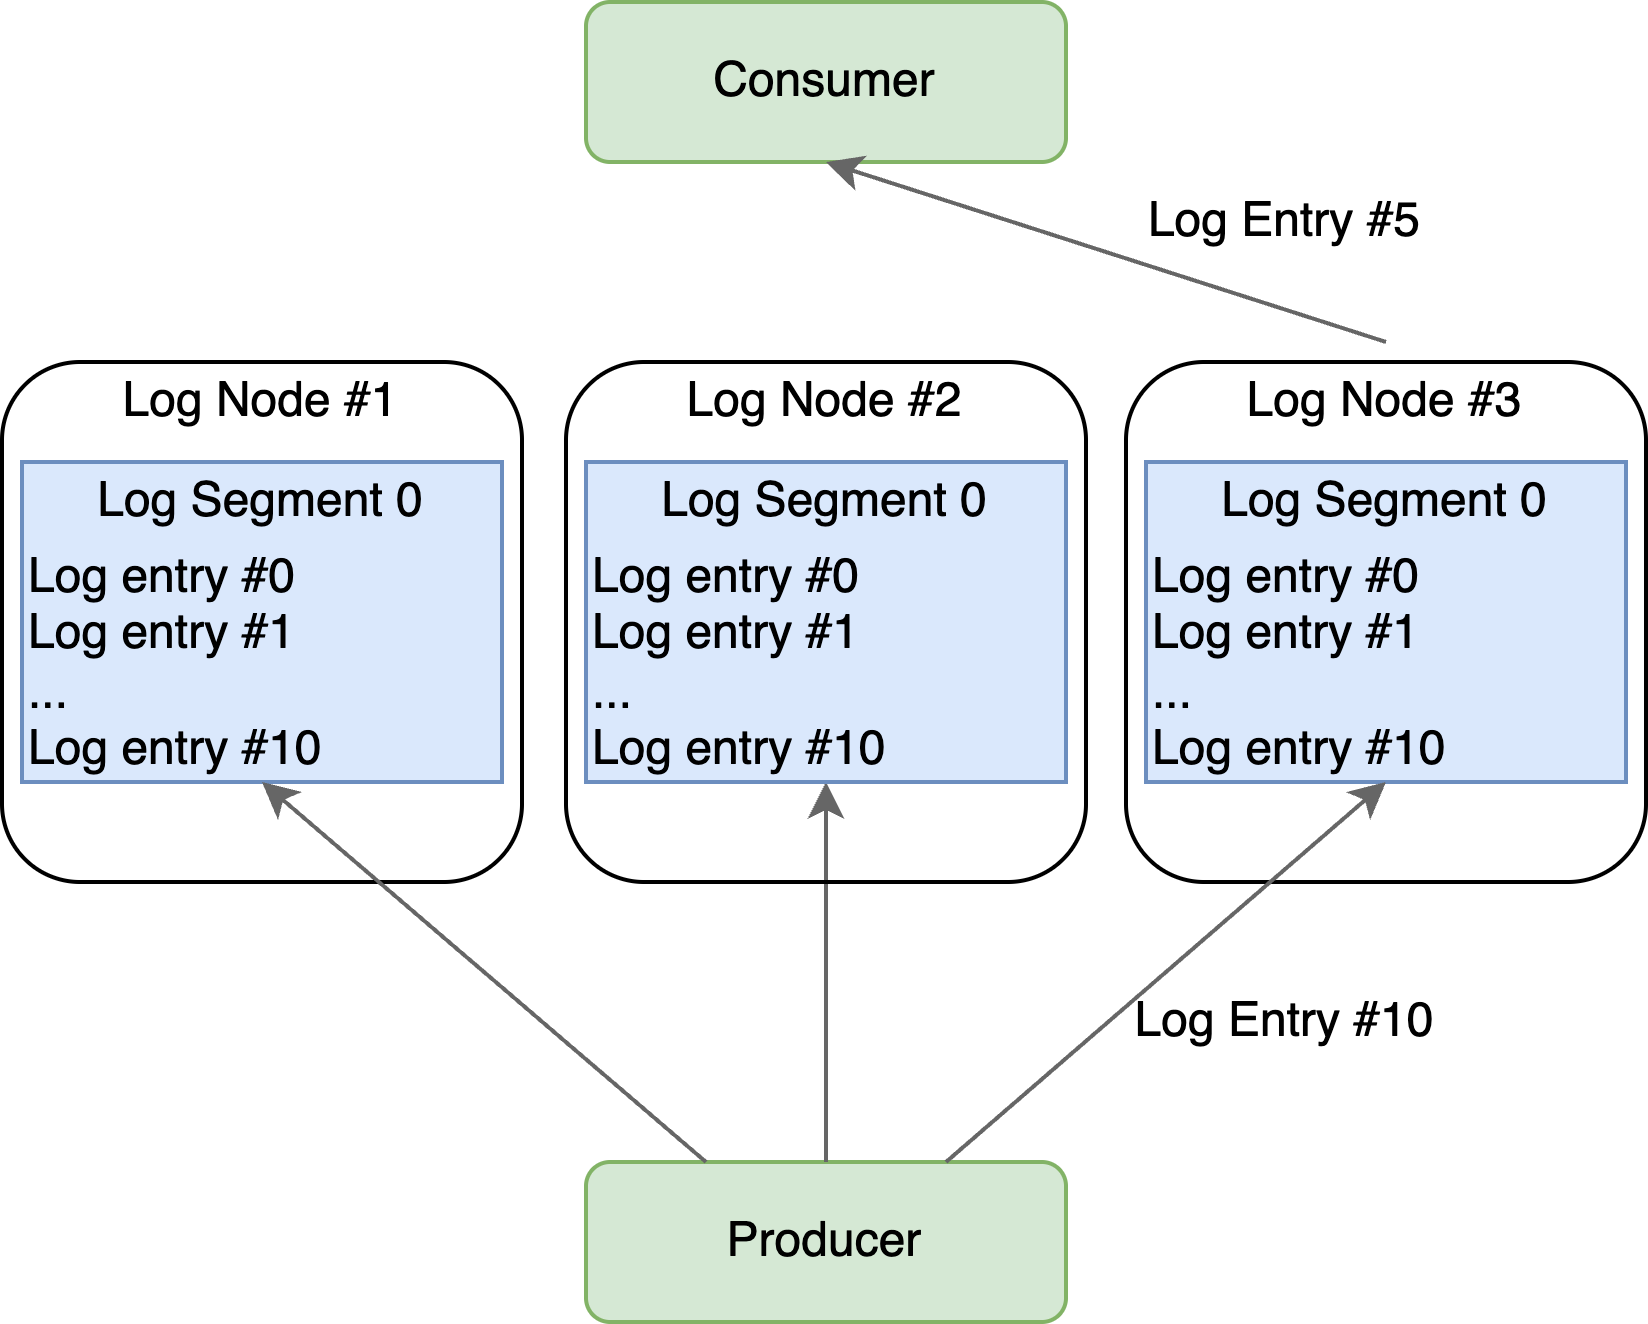 Consumer
Log Entry #5
Log Node #1
Log Segment 0
Log entry #0
Log entry #1
...
Log entry #10
Log Node #2
Log Segment 0
Log entry #0
Log entry #1
...
Log entry #10
Log Node #3
Log Segment 0
Log entry #0
Log entry #1
...
Log entry #10
Log Entry #10
Producer